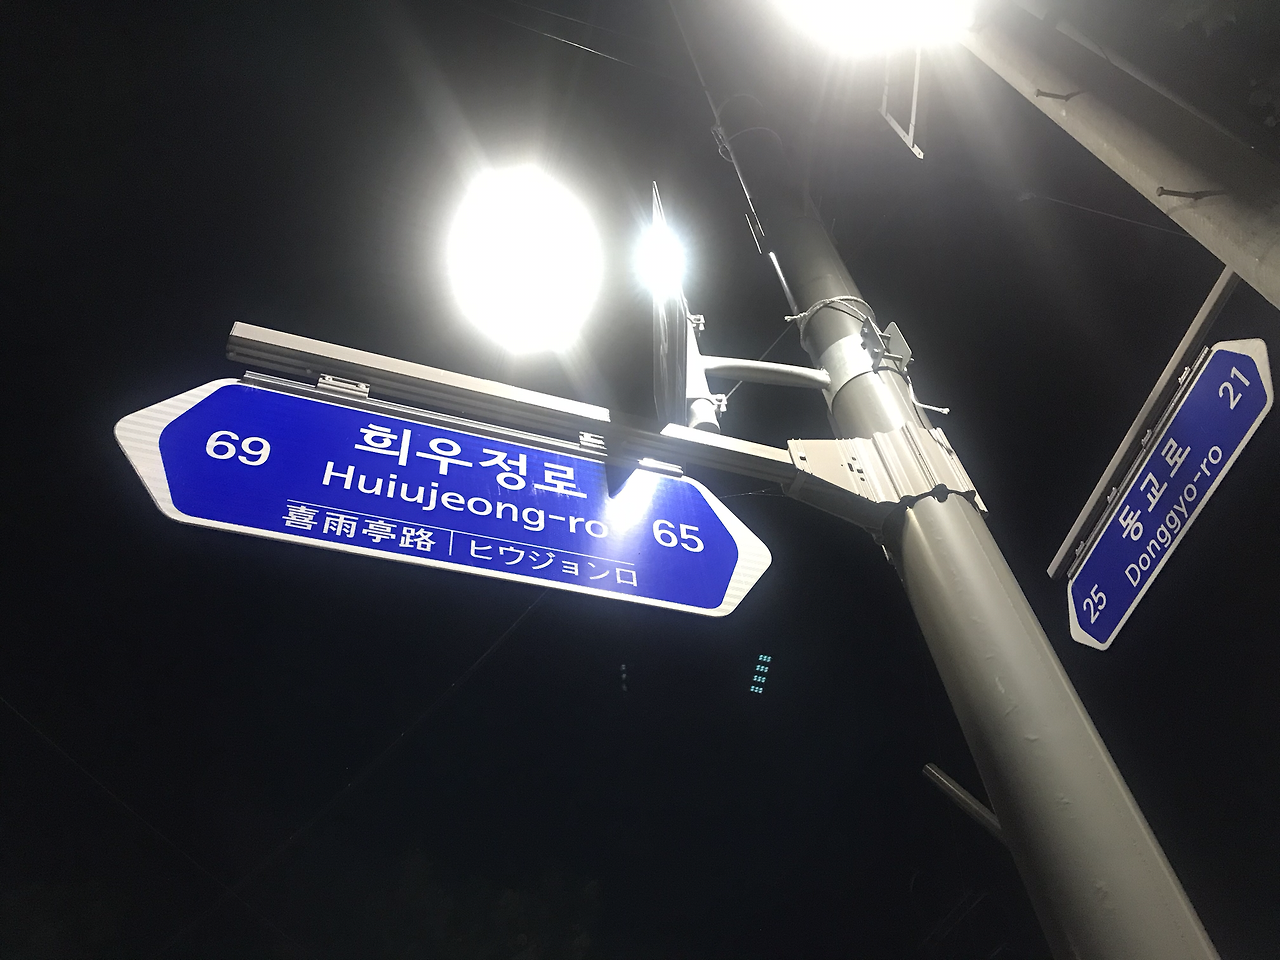 69 희우정로 65
Huiujeong-ro
喜雨亭路 | ヒウジョンロ
동교로 21
25 Donggyo-ro